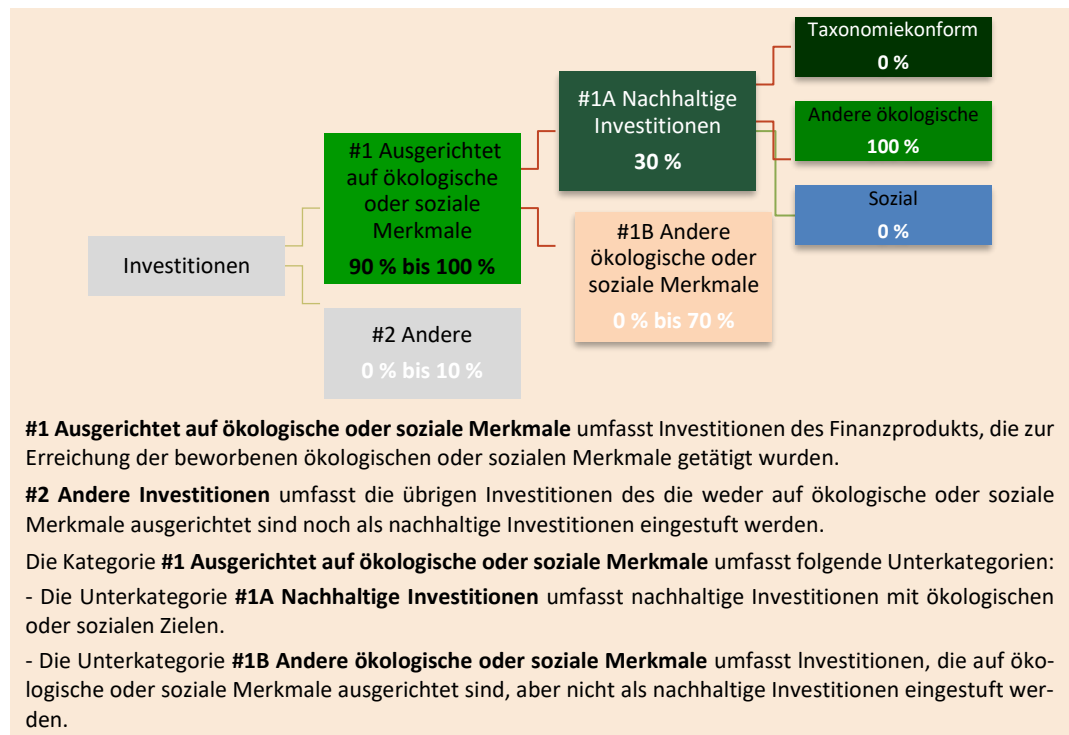 Taxonomiekonform
0 %
#1A Nachhaltige
Investitionen
30 %
Andere ökologische
100 %
#1 Ausgerichtet
auf ökologische
oder soziale
Merkmale
90 % bis 100 %
Sozial
0 %
#1B Andere
ökologische oder
soziale Merkmale
0 % bis 70 %
Investitionen
#2 Andere
0 % bis 10 %
#1 Ausgerichtet auf ökologische oder soziale Merkmale umfasst Investitionen des Finanzprodukts, die zur
Erreichung der beworbenen ökologischen oder sozialen Merkmale getätigt wurden.
#2 Andere Investitionen umfasst die übrigen Investitionen des die weder auf ökologische oder soziale
Merkmale ausgerichtet sind noch als nachhaltige Investitionen eingestuft werden.
Die Kategorie #1 Ausgerichtet auf ökologische oder soziale Merkmale umfasst folgende Unterkategorien:
- Die Unterkategorie #1A Nachhaltige Investitionen umfasst nachhaltige Investitionen mit ökologischen
oder sozialen Zielen.
- Die Unterkategorie #1B Andere ökologische oder soziale Merkmale umfasst lnvestitionen, die auf öko-
logische oder soziale Merkmale ausgerichtet sind, aber nicht als nachhaltige Investitionen eingestuft wer-
den.